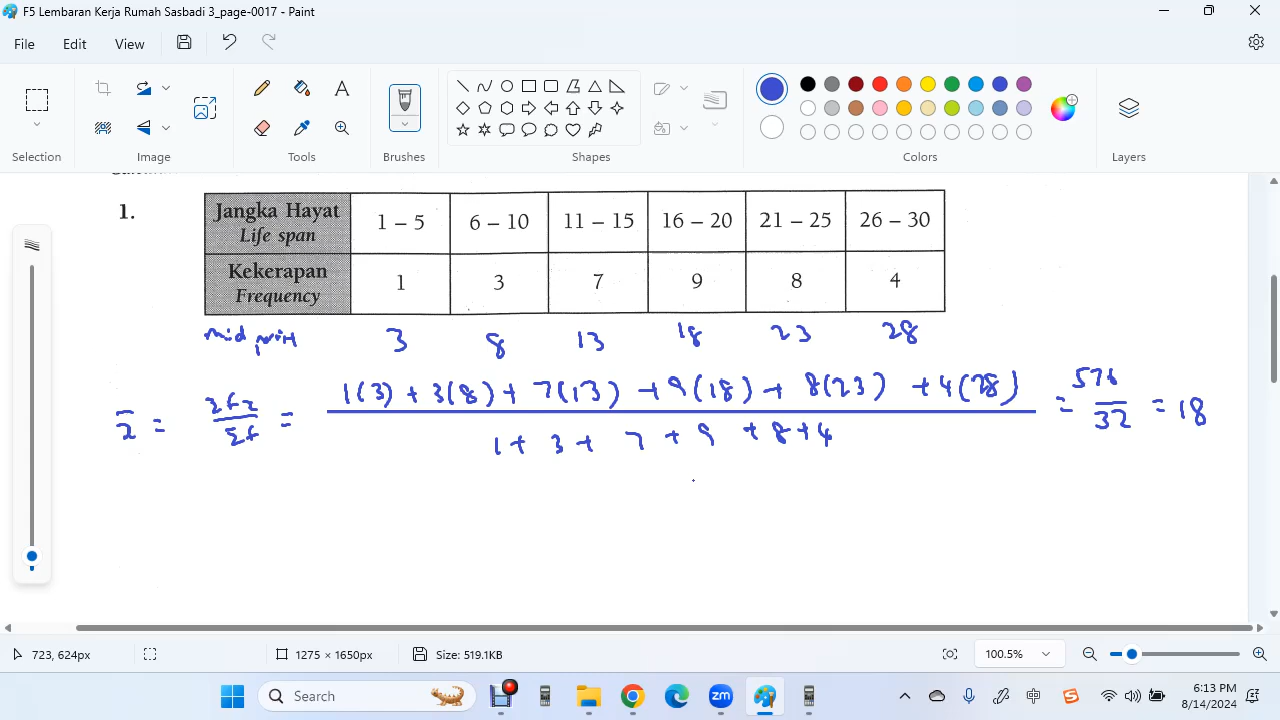 F5 Lembaran Kerja Rumah Sasbadi 3_page-0017 - Paint
File Edit View
Selection Image Tools Brushes Shapes Colors Layers
1.
Jangka Hayat
Life span
1 – 5 6 – 10 11 – 15 16 – 20 21 – 25 26 – 30
Kekerapan
Frequency
1 3 7 9 8 4
mid point 3 8 13 18 23 28
x̄ = Σfx/Σf = 1(3) + 3(8) + 7(13) + 9(18) + 8(23) + 4(28) = 576/32 = 18
1 + 3 + 7 + 9 + 8 + 4
723, 624px 1275 × 1650px Size: 519.1KB 100.5%
Search zm 中 S 6:13 PM
8/14/2024